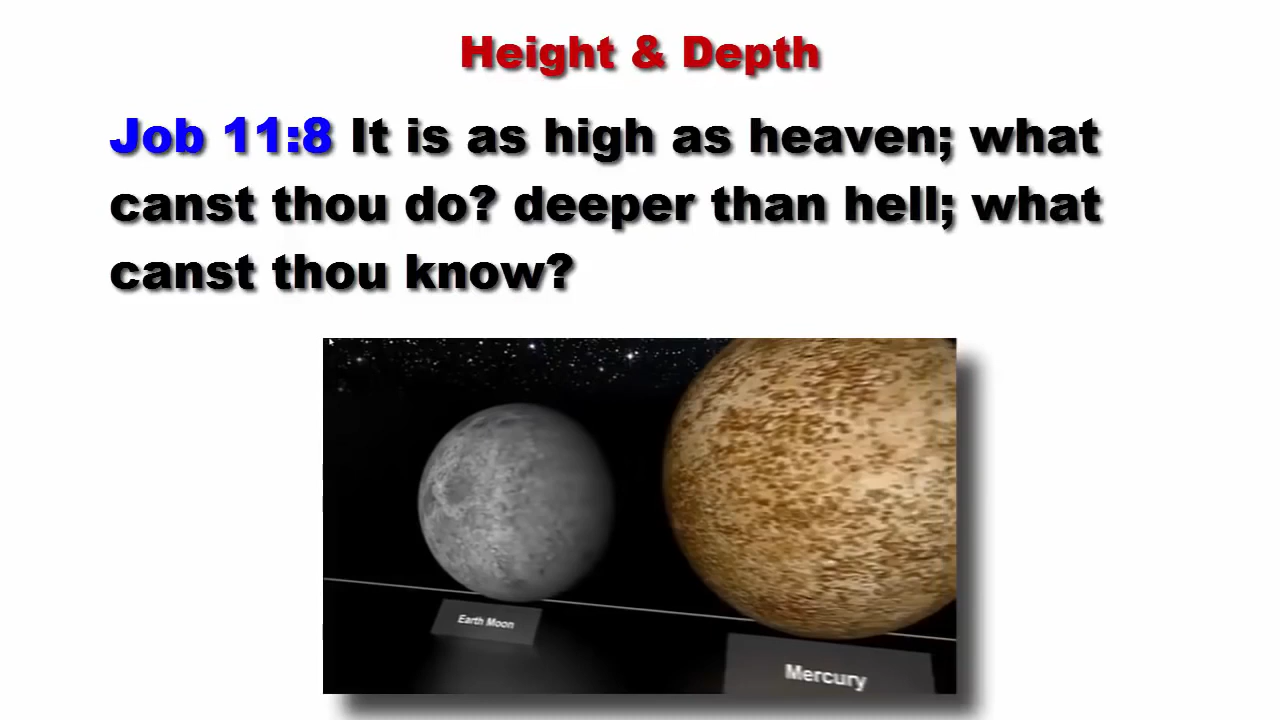 Height & Depth
Job 11:8 It is as high as heaven; what
canst thou do? deeper than hell; what
canst thou know?
Earth Moon
Mercury